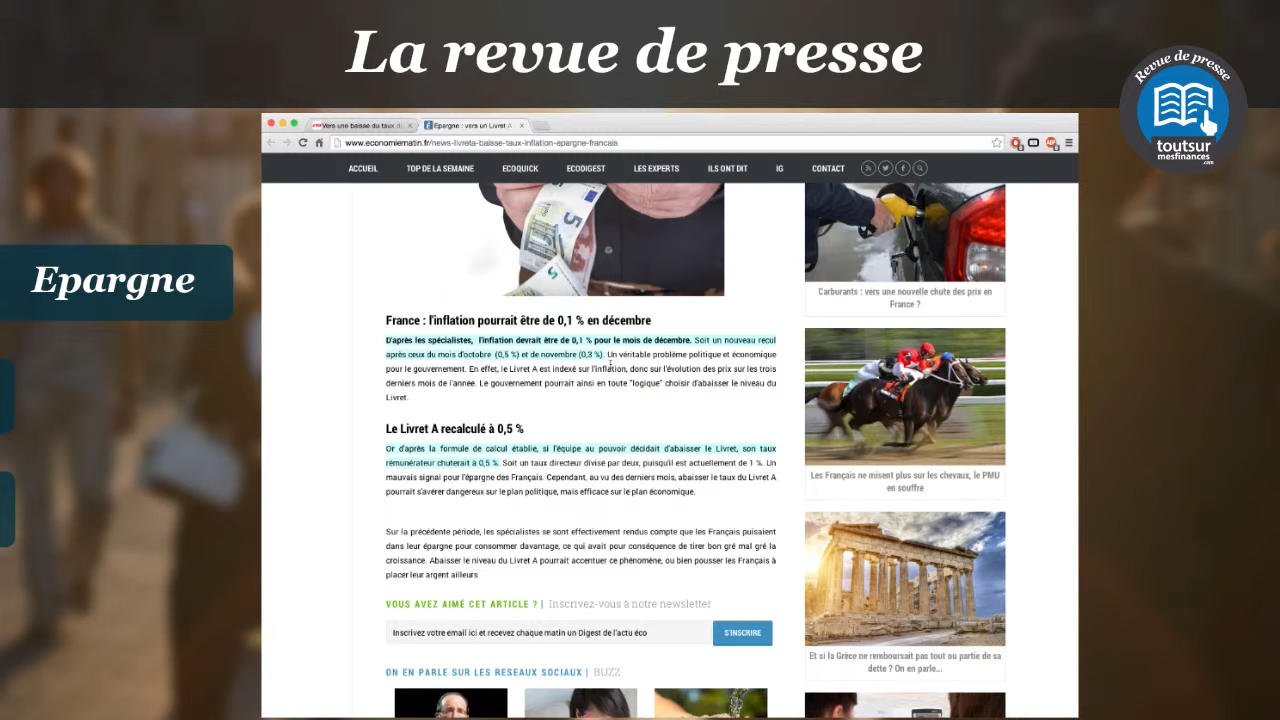 La revue de presse
Revue de presse
toutsur
mesfinances
.com
Epargne
Vers une baisse du taux d
Epargne : vers un Livret A
www.economiematin.fr/news-livreta-baisse-taux-inflation-epargne-francais
ACCUEIL TOP DE LA SEMAINE ECOQUICK ECODIGEST LES EXPERTS ILS ONT DIT IG CONTACT
France : l'inflation pourrait être de 0,1 % en décembre
D'après les spécialistes, l'inflation devrait être de 0,1 % pour le mois de décembre. Soit un nouveau recul
après ceux du mois d'octobre (0,5 %) et de novembre (0,3 %). Un véritable problème politique et économique
pour le gouvernement. En effet, le Livret A est indexé sur l'inflation, donc sur l'évolution des prix sur les trois
derniers mois de l'année. Le gouvernement pourrait ainsi en toute "logique" choisir d'abaisser le niveau du
Livret.
Le Livret A recalculé à 0,5 %
Or d'après la formule de calcul établie, si l'équipe au pouvoir décidait d'abaisser le Livret, son taux
rémunérateur chuterait à 0,5 %. Soit un taux directeur divisé par deux, puisqu'il est actuellement de 1 %. Un
mauvais signal pour l'épargne des Français. Cependant, au vu des derniers mois, abaisser le taux du Livret A
pourrait s'avérer dangereux sur le plan politique, mais efficace sur le plan économique.
Sur la précédente période, les spécialistes se sont effectivement rendus compte que les Français puisaient
dans leur épargne pour consommer davantage, ce qui avait pour conséquence de tirer bon gré mal gré la
croissance. Abaisser le niveau du Livret A pourrait accentuer ce phénomène, ou bien pousser les Français à
placer leur argent ailleurs
VOUS AVEZ AIMÉ CET ARTICLE ? | Inscrivez-vous à notre newsletter
Inscrivez votre email ici et recevez chaque matin un Digest de l'actu éco
S'INSCRIRE
ON EN PARLE SUR LES RESEAUX SOCIAUX | BUZZ
Carburants : vers une nouvelle chute des prix en
France ?
Les Français ne misent plus sur les chevaux, le PMU
en souffre
Et si la Grèce ne remboursait pas tout ou partie de sa
dette ? On en parle...